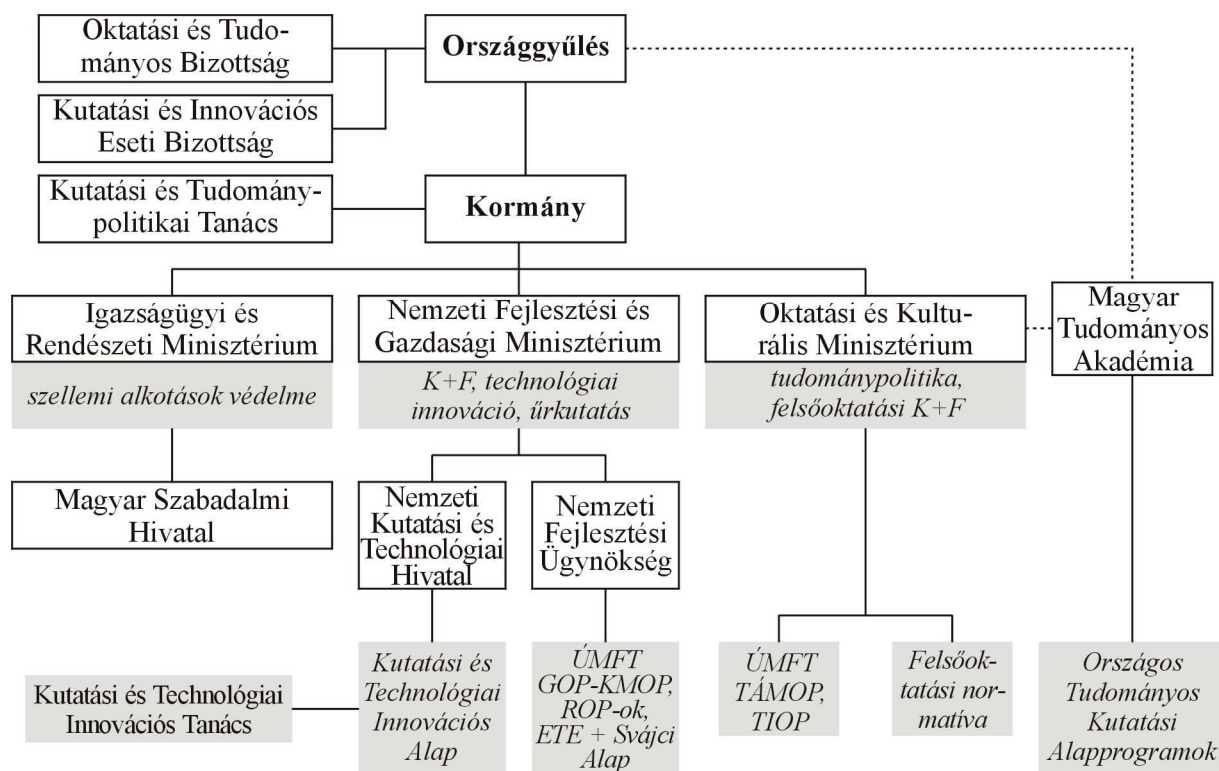 Oktatási és Tudo-
mányos Bizottság
Országgyűlés
Kutatási és Innovációs
Eseti Bizottság
Kutatási és Tudomány-
politikai Tanács
Kormány
Igazságügyi és
Rendészeti Minisztérium
szellemi alkotások védelme
Nemzeti Fejlesztési és
Gazdasági Minisztérium
K+F, technológiai
innováció, űrkutatás
Oktatási és Kultu-
rális Minisztérium
tudománypolitika,
felsőoktatási K+F
Magyar
Tudományos
Akadémia
Magyar Szabadalmi
Hivatal
Nemzeti
Kutatási és
Technológiai
Hivatal
Nemzeti
Fejlesztési
Ügynökség
Kutatási és Technológiai
Innovációs Tanács
Kutatási és
Technológiai
Innovációs
Alap
ÚMFT
GOP-KMOP,
ROP-ok,
ETE + Svájci
Alap
ÚMFT
TÁMOP,
TIOP
Felsőok-
tatási nor-
matíva
Országos
Tudományos
Kutatási
Alapprogramok